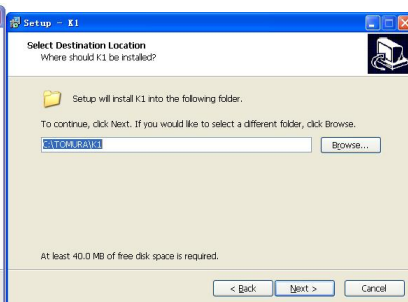 Setup - K1
Select Destination Location
Where should K1 be installed?
Setup will install K1 into the following folder.
To continue, click Next. If you would like to select a different folder, click Browse.
C:\TOMURA\K1
Browse...
At least 40.0 MB of free disk space is required.
< Back
Next >
Cancel